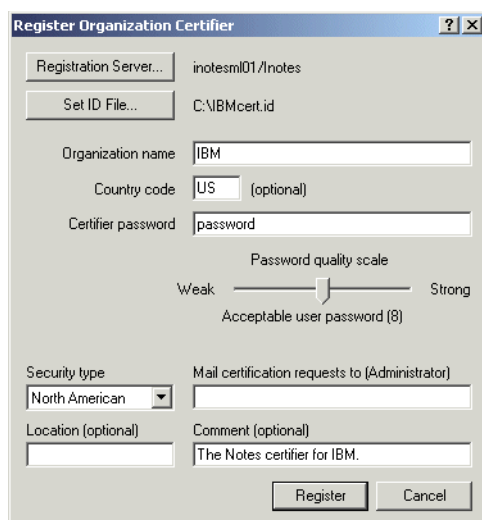 Register Organization Certifier
Registration Server... inotesml01/Inotes
Set ID File... C:\IBMcert.id
Organization name IBM
Country code US (optional)
Certifier password password
Password quality scale
Weak Strong
Acceptable user password (8)
Security type Mail certification requests to (Administrator)
North American
Location (optional) Comment (optional)
The Notes certifier for IBM.
Register Cancel